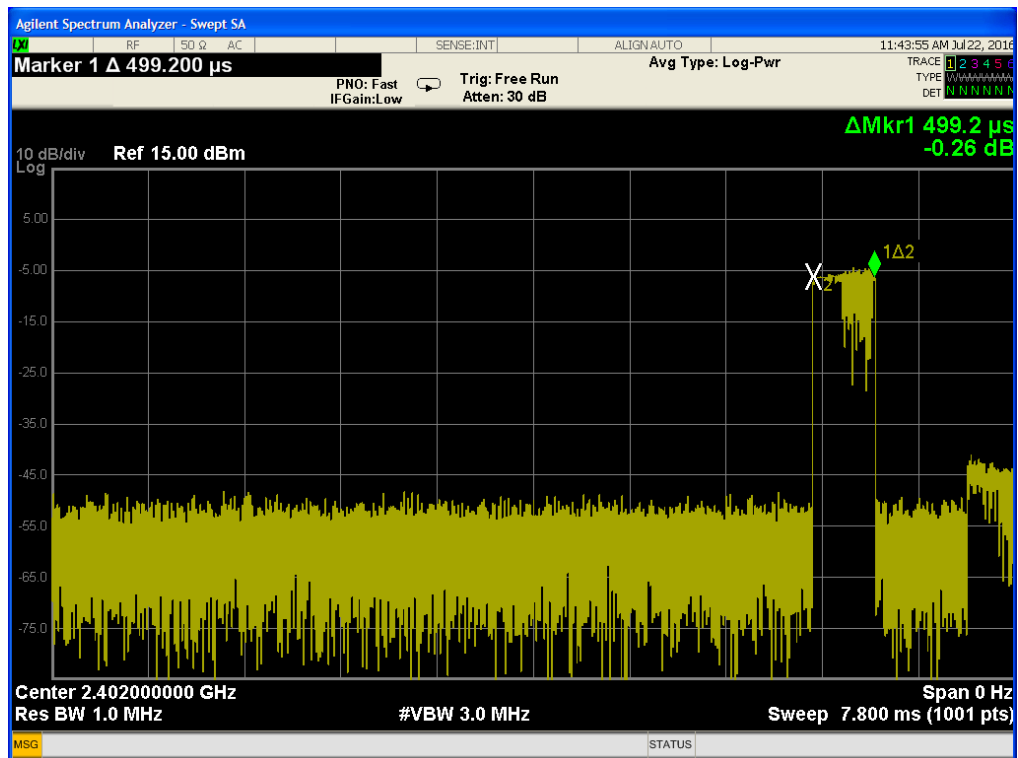 Agilent Spectrum Analyzer - Swept SA
LXI RF 50 Ω AC SENSE:INT ALIGN AUTO 11:43:55 AM Jul 22, 2016
Marker 1 Δ 499.200 µs Avg Type: Log-Pwr TRACE 1 2 3 4 5 6
PNO: Fast Trig: Free Run TYPE
IFGain:Low Atten: 30 dB DET N N N N N N
ΔMkr1 499.2 µs
10 dB/div Ref 15.00 dBm -0.26 dB
Log
5.00
1Δ2
-5.00
X2
-15.0
-25.0
-35.0
-45.0
-55.0
-65.0
-75.0
Center 2.402000000 GHz Span 0 Hz
Res BW 1.0 MHz #VBW 3.0 MHz Sweep 7.800 ms (1001 pts)
MSG STATUS